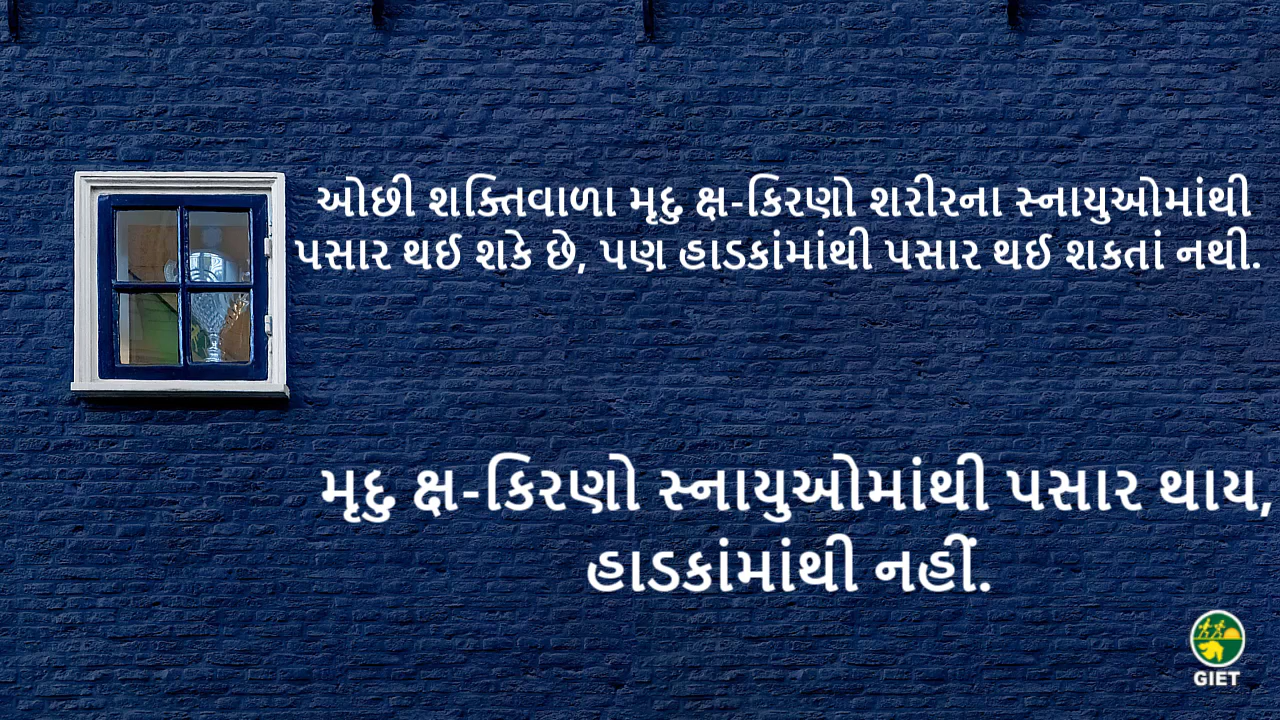 ઓછી શક્તિવાળા મૃદુ ક્ષ-કિરણો શરીરના સ્નાયુઓમાંથી
પસાર થઈ શકે છે, પણ હાડકાંમાંથી પસાર થઈ શકતાં નથી.
મૃદુ ક્ષ-કિરણો સ્નાયુઓમાંથી પસાર થાય,
હાડકાંમાંથી નહીં.
GIET